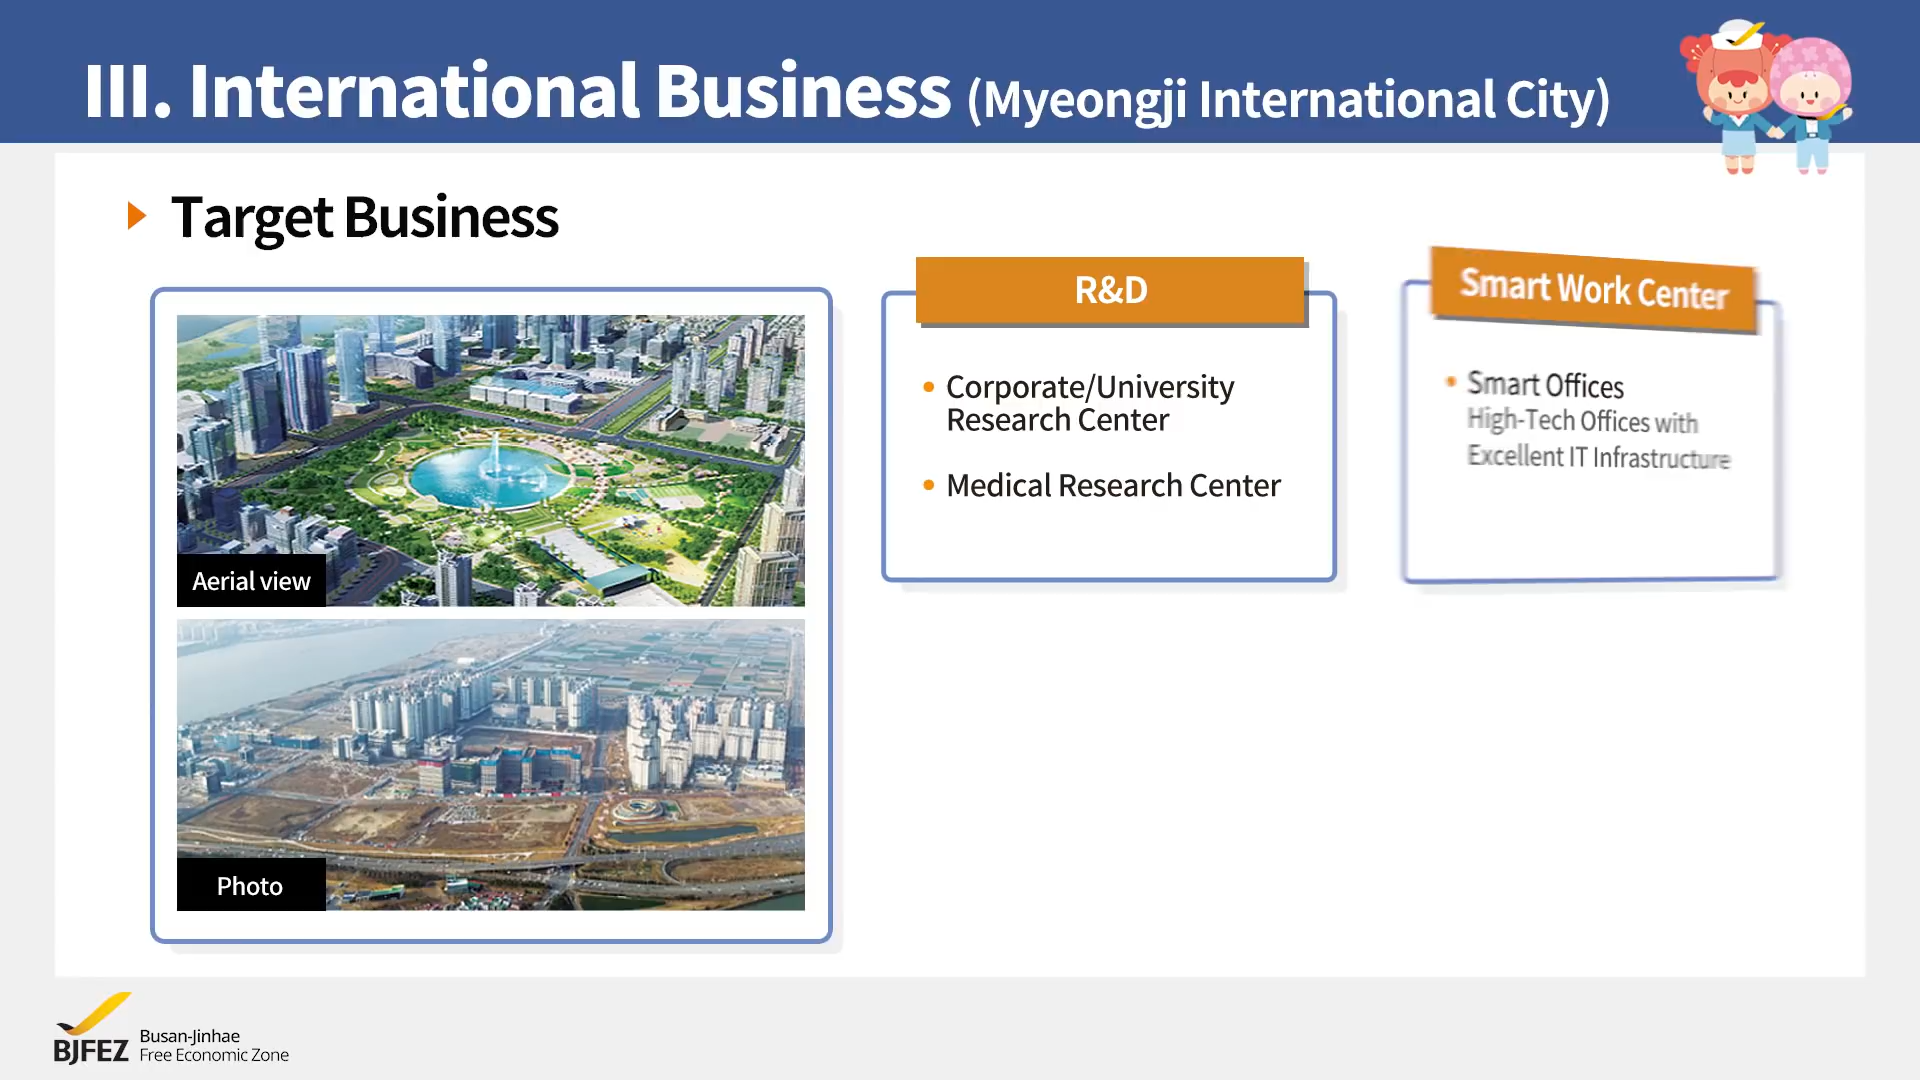 III. International Business (Myeongji International City)
Target Business
Aerial view
Photo
R&D
• Corporate/University
Research Center
• Medical Research Center
Smart Work Center
• Smart Offices
High-Tech Offices with
Excellent IT Infrastructure
BJFEZ
Busan-Jinhae
Free Economic Zone